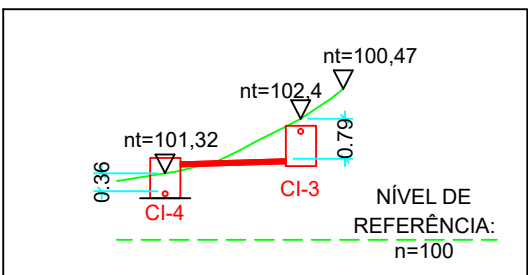 nt=100,47
nt=102,4
nt=101,32
0.79
0.36
CI-3
CI-4
NÍVEL DE
REFERÊNCIA:
n=100